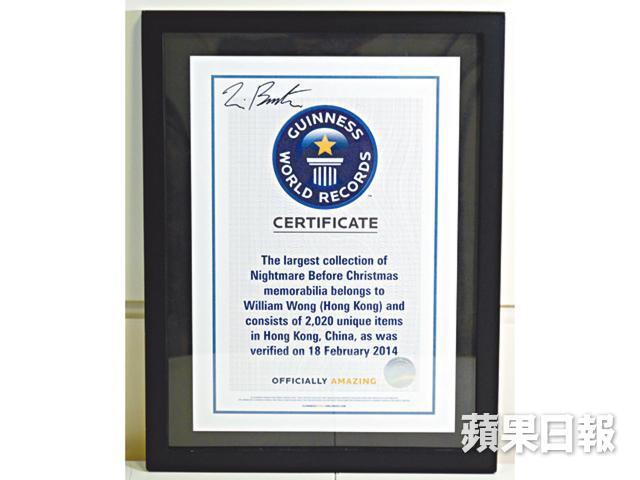 GUINNESS
WORLD RECORDS
TM
CERTIFICATE
The largest collection of
Nightmare Before Christmas
memorabilia belongs to
William Wong (Hong Kong) and
consists of 2,020 unique items
in Hong Kong, China, as was
verified on 18 February 2014
OFFICIALLY AMAZING
蘋果日報